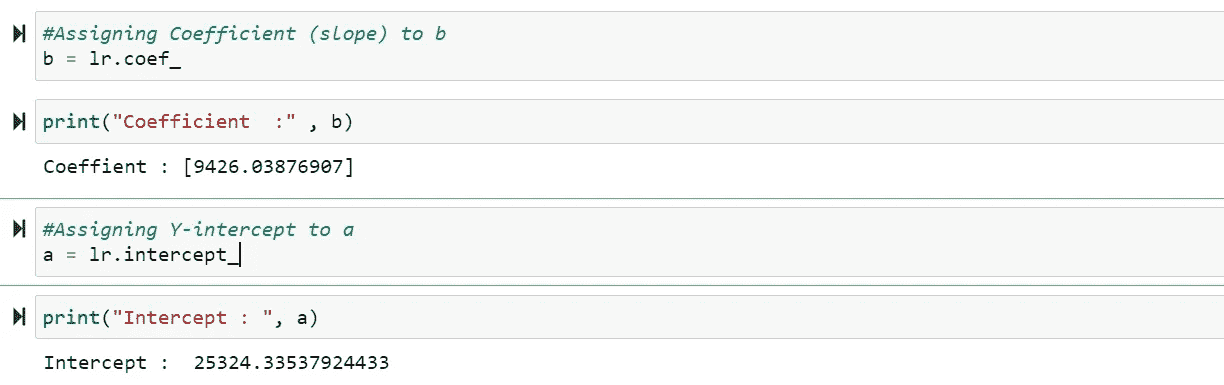 #Assigning Coefficient (slope) to b
b = lr.coef_
print("Coefficient  :" , b)
Coeffient : [9426.03876907]
#Assigning Y-intercept to a
a = lr.intercept_
print("Intercept : ", a)
Intercept :  25324.33537924433